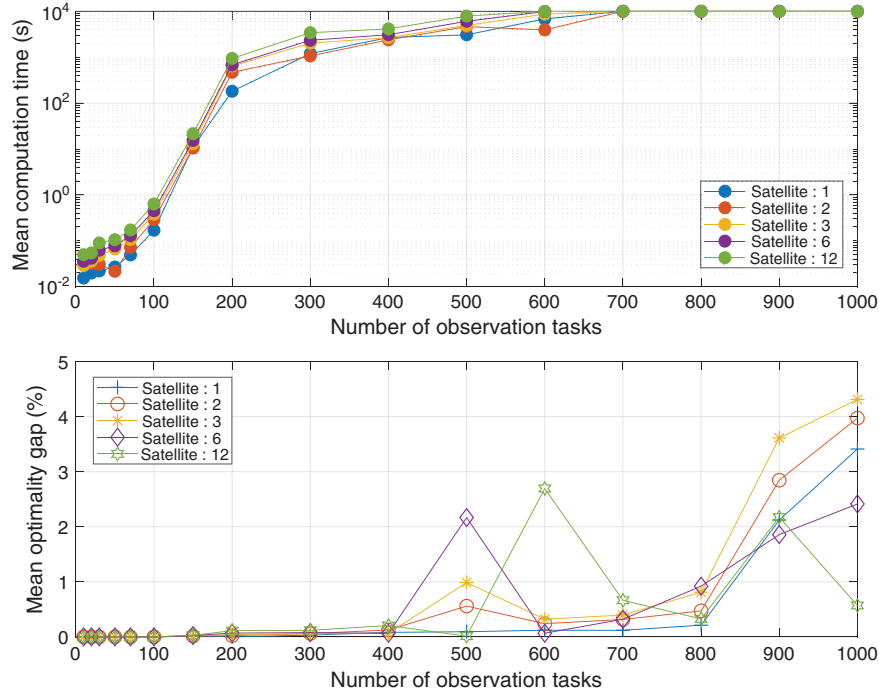 Mean computation time (s)
10^4
10^2
10^0
10^-2
Satellite : 1
Satellite : 2
Satellite : 3
Satellite : 6
Satellite : 12
0 100 200 300 400 500 600 700 800 900 1000
Number of observation tasks
Mean optimality gap (%)
5
4
3
2
1
0
Satellite : 1
Satellite : 2
Satellite : 3
Satellite : 6
Satellite : 12
0 100 200 300 400 500 600 700 800 900 1000
Number of observation tasks